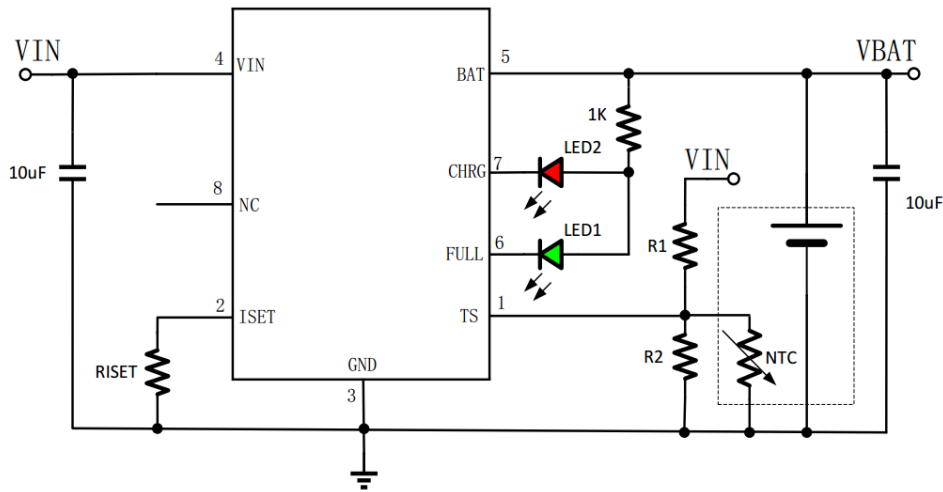 VIN
4
VIN
BAT
5
VBAT
1K
LED2
10uF
CHRG
7
VIN
8
NC
10uF
LED1
FULL
6
R1
2
ISET
TS
1
R2
NTC
RISET
GND
3